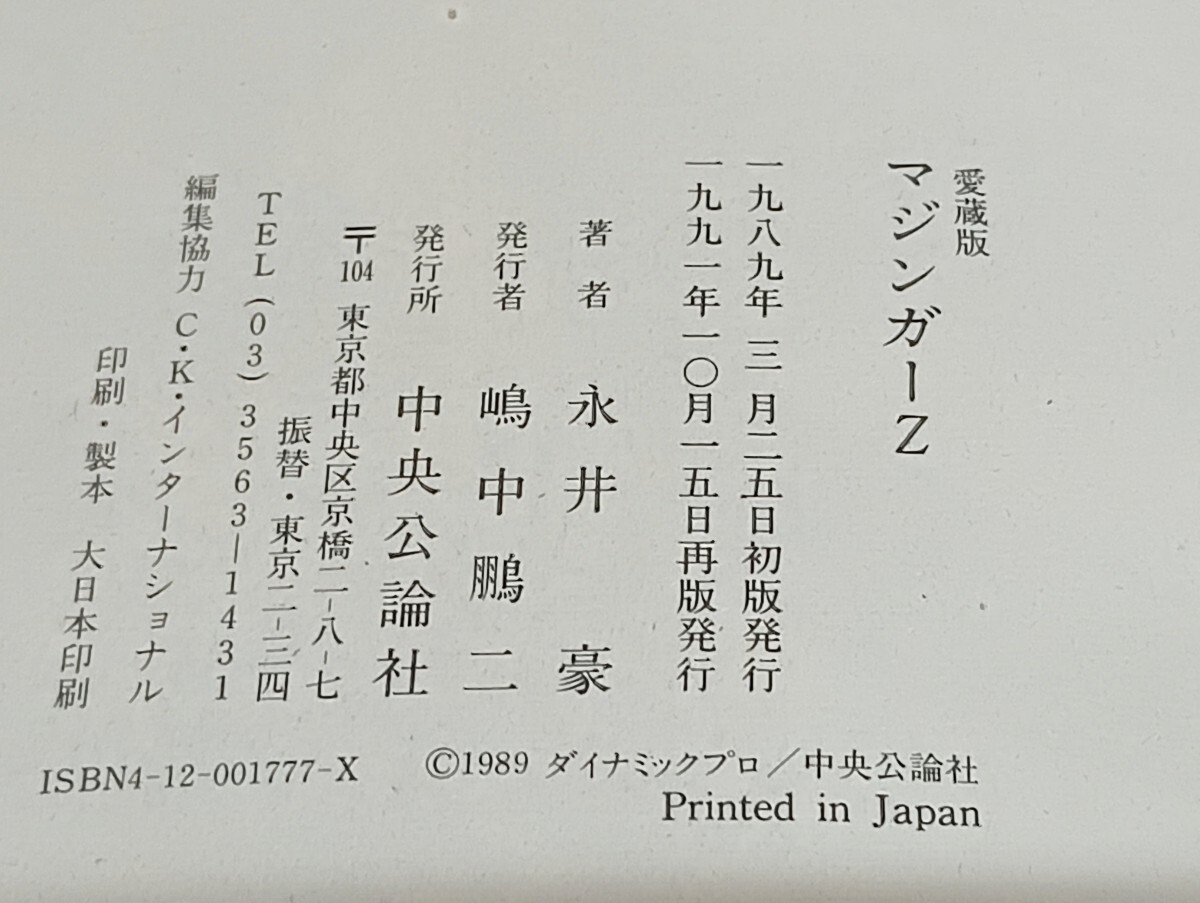 愛蔵版
マジンガーZ
一九八九年 三 月二五日初版発行
一九九一年一〇月一五日再版発行
著者 永井 豪
発行者 嶋中鵬二
発行所 中央公論社
〒104 東京都中央区京橋二-八-七
振替・東京二-三四
TEL(03)3563-1431
編集協力 C・K・インターナショナル
印刷・製本 大日本印刷
©1989 ダイナミックプロ/中央公論社
ISBN4-12-001777-X
Printed in Japan